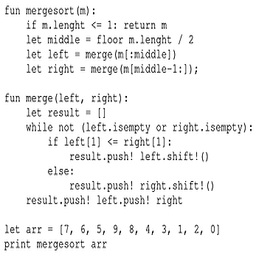 fun mergesort(m):
    if m.lenght <= 1: return m
    let middle = floor m.lenght / 2
    let left = merge(m[:middle])
    let right = merge(m[middle-1:]);

fun merge(left, right):
    let result = []
    while not (left.isempty or right.isempty):
        if left[1] <= right[1]:
            result.push! left.shift!()
        else:
            result.push! right.shift!()
    result.push! left.push! right

let arr = [7, 6, 5, 9, 8, 4, 3, 1, 2, 0]
print mergesort arr